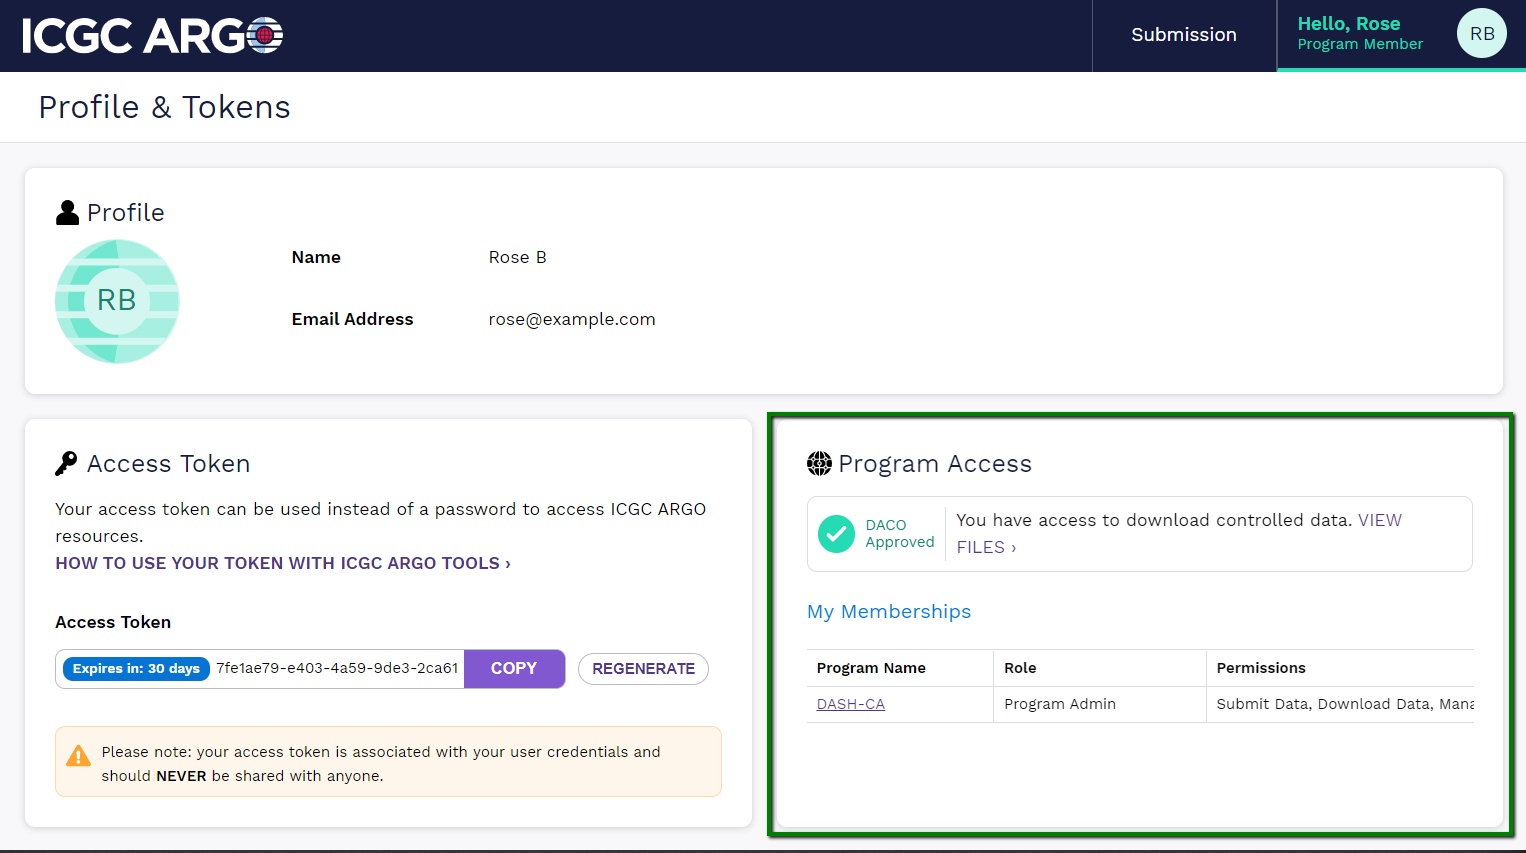 ICGC ARGO
Submission
Hello, Rose
Program Member
RB
Profile & Tokens
Profile
RB
Name
Rose B
Email Address
rose@example.com
Access Token
Your access token can be used instead of a password to access ICGC ARGO
resources.
HOW TO USE YOUR TOKEN WITH ICGC ARGO TOOLS ›
Access Token
Expires in: 30 days 7fe1ae79-e403-4a59-9de3-2ca61
COPY
REGENERATE
Please note: your access token is associated with your user credentials and
should NEVER be shared with anyone.
Program Access
DACO
Approved
You have access to download controlled data. VIEW
FILES ›
My Memberships
Program Name Role Permissions
DASH-CA Program Admin Submit Data, Download Data, Mana